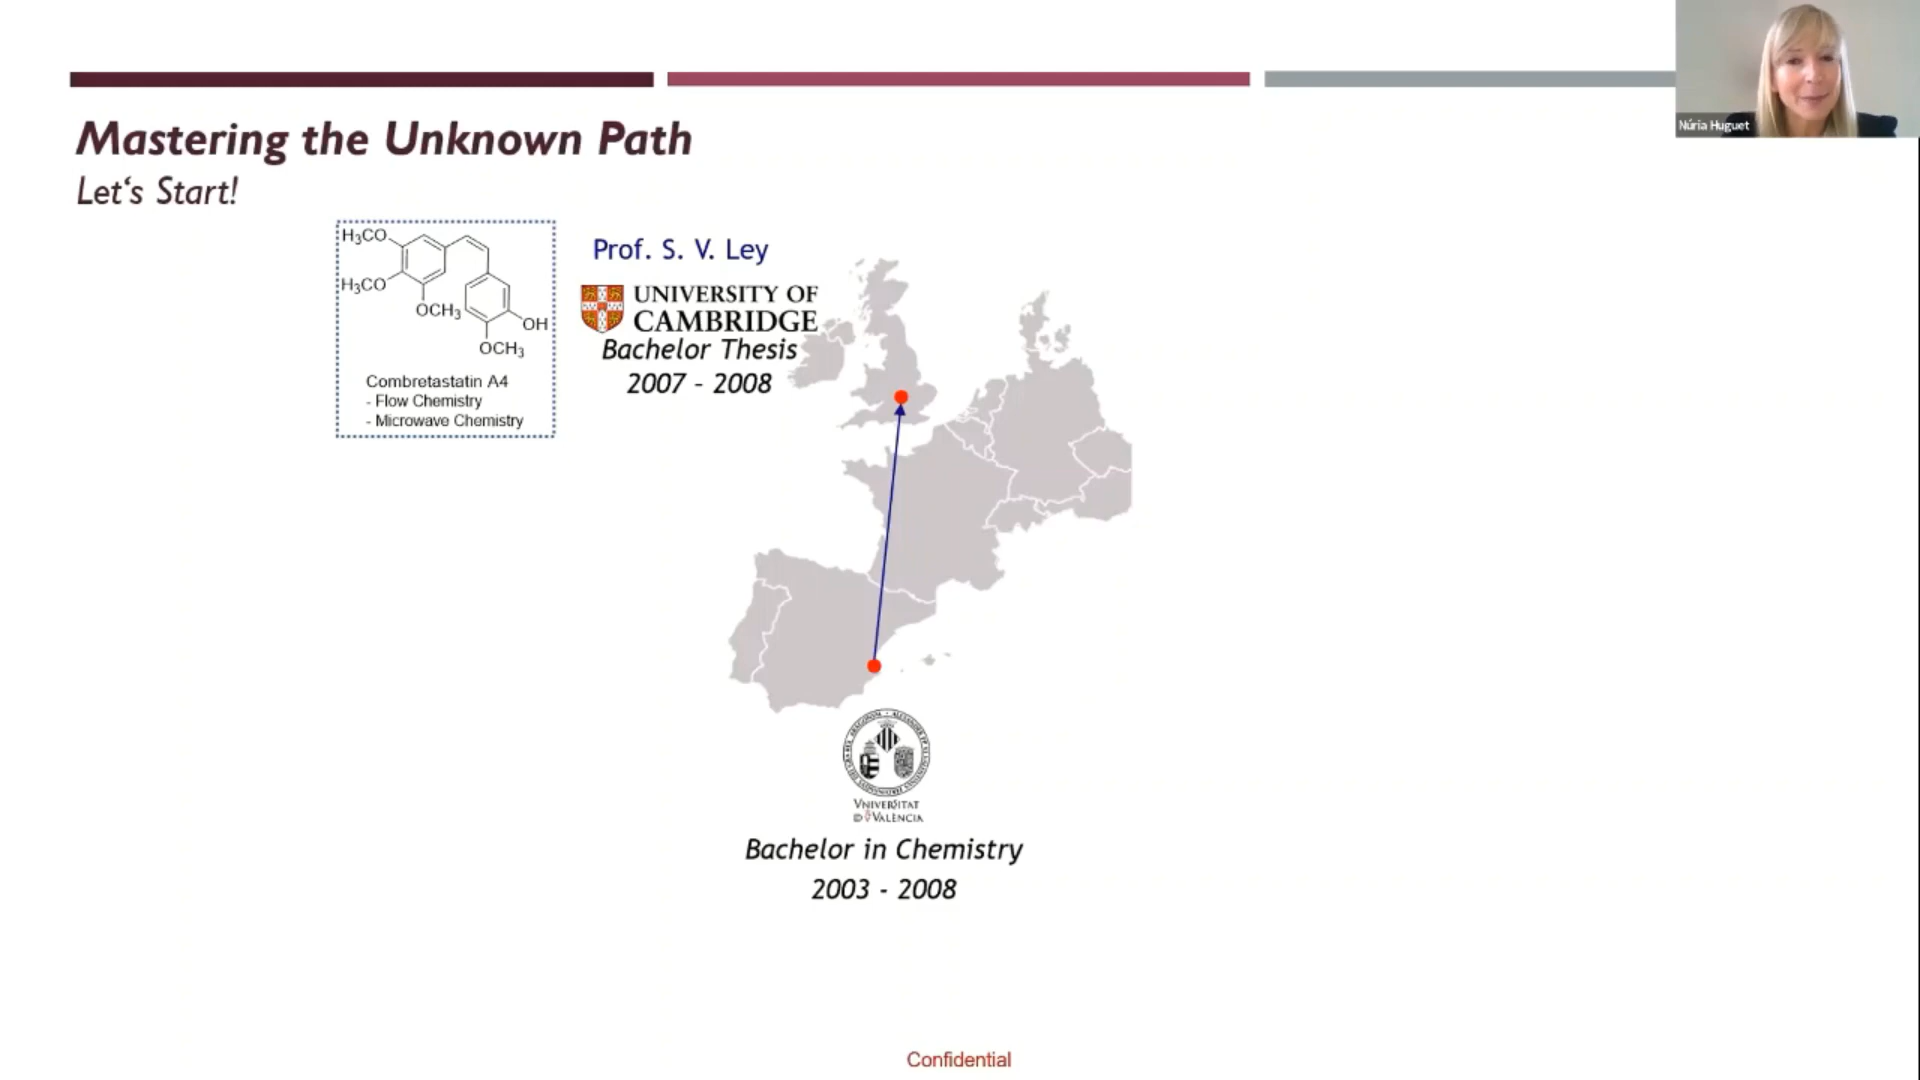 Núria Huguet
Mastering the Unknown Path
Let‘s Start!
H₃CO
H₃CO
OCH₃
OH
OCH₃
Combretastatin A4
- Flow Chemistry
- Microwave Chemistry
Prof. S. V. Ley
UNIVERSITY OF
CAMBRIDGE
Bachelor Thesis
2007 - 2008
VNIVERSITAT
D VALÈNCIA
Bachelor in Chemistry
2003 - 2008
Confidential